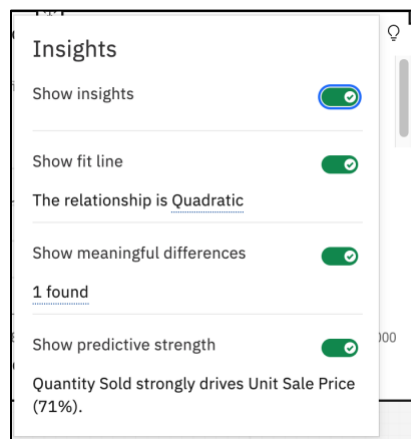 Insights
Show insights
Show fit line
The relationship is Quadratic
Show meaningful differences
1 found
000
Show predictive strength
Quantity Sold strongly drives Unit Sale Price
(71%).